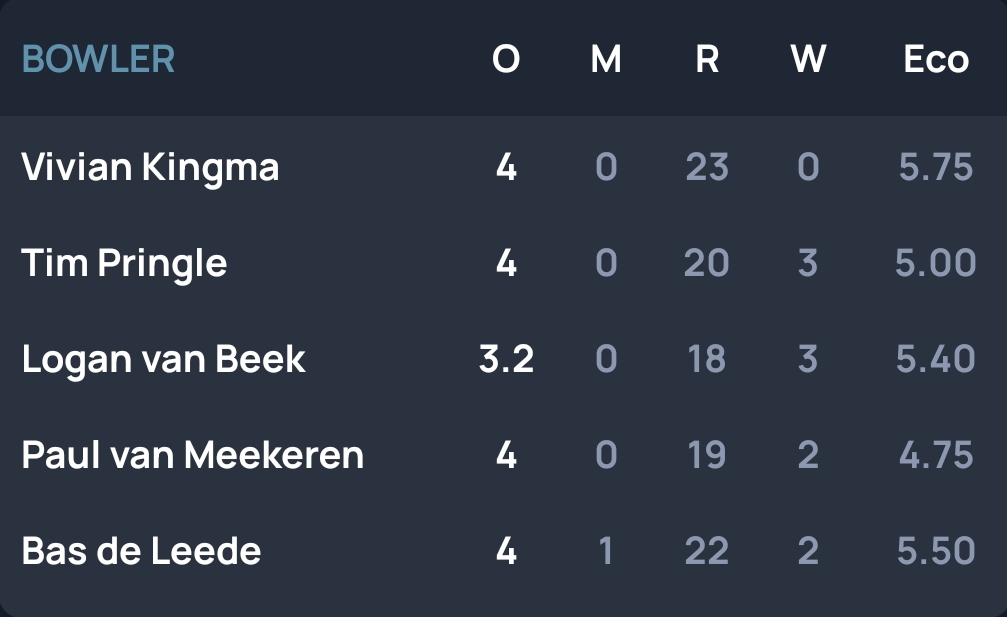 BOWLER O M R W Eco
Vivian Kingma 4 0 23 0 5.75
Tim Pringle 4 0 20 3 5.00
Logan van Beek 3.2 0 18 3 5.40
Paul van Meekeren 4 0 19 2 4.75
Bas de Leede 4 1 22 2 5.50